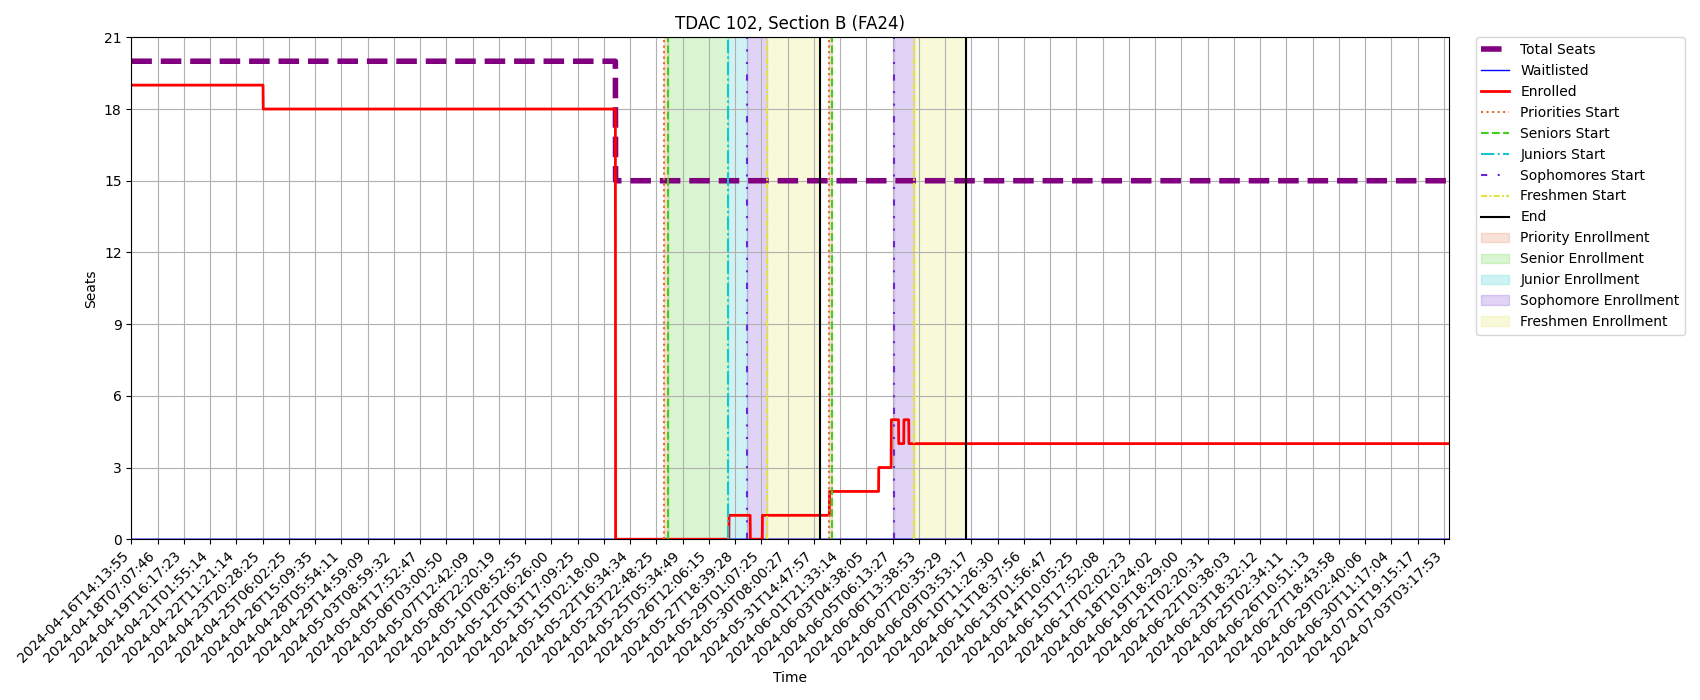 TDAC 102, Section B (FA24)
21
18
15
12
9
6
3
0
Seats
2024-04-16T14:13:55
2024-04-18T07:07:46
2024-04-19T16:17:23
2024-04-21T01:55:14
2024-04-22T11:21:14
2024-04-23T20:28:25
2024-04-25T06:02:25
2024-04-26T15:09:35
2024-04-28T05:54:11
2024-04-29T14:59:09
2024-05-03T08:59:32
2024-05-04T17:52:47
2024-05-06T03:00:50
2024-05-07T12:42:09
2024-05-08T22:20:19
2024-05-10T08:52:55
2024-05-12T06:26:00
2024-05-13T17:09:25
2024-05-15T02:18:00
2024-05-22T16:34:34
2024-05-23T22:48:25
2024-05-25T05:34:49
2024-05-26T12:06:15
2024-05-27T18:39:28
2024-05-29T01:07:25
2024-05-30T08:00:27
2024-05-31T14:47:57
2024-06-01T21:33:14
2024-06-03T04:38:05
2024-06-05T06:13:27
2024-06-06T13:38:53
2024-06-07T20:35:29
2024-06-09T03:53:17
2024-06-10T11:26:30
2024-06-11T18:37:56
2024-06-13T01:56:47
2024-06-14T10:05:25
2024-06-15T17:52:08
2024-06-17T02:02:23
2024-06-18T10:24:02
2024-06-19T18:29:00
2024-06-21T02:20:31
2024-06-22T10:38:03
2024-06-23T18:32:12
2024-06-25T02:34:11
2024-06-26T10:51:13
2024-06-27T18:43:58
2024-06-29T02:40:06
2024-06-30T11:17:04
2024-07-01T19:15:17
2024-07-03T03:17:53
Time
Total Seats
Waitlisted
Enrolled
Priorities Start
Seniors Start
Juniors Start
Sophomores Start
Freshmen Start
End
Priority Enrollment
Senior Enrollment
Junior Enrollment
Sophomore Enrollment
Freshmen Enrollment